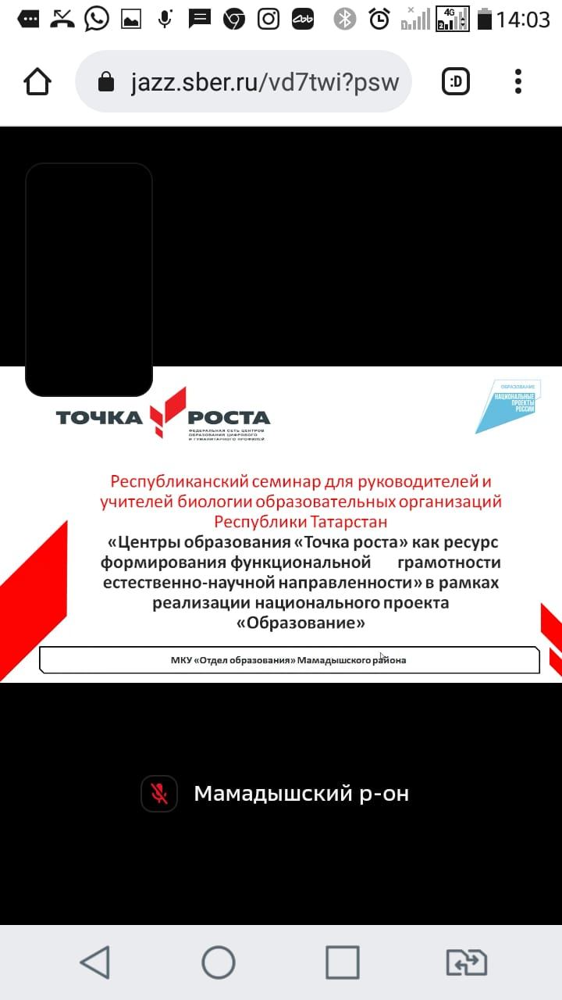 14:03
4G
jazz.sber.ru/vd7twi?psw
:D
ТОЧКА РОСТА
ФЕДЕРАЛЬНАЯ СЕТЬ ЦЕНТРОВ
ОБРАЗОВАНИЯ ЦИФРОВОГО
И ГУМАНИТАРНОГО ПРОФИЛЕЙ
ОБРАЗОВАНИЕ
НАЦИОНАЛЬНЫЕ
ПРОЕКТЫ
РОССИИ
Республиканский семинар для руководителей и
учителей биологии образовательных организаций
Республики Татарстан
«Центры образования «Точка роста» как ресурс
формирования функциональной грамотности
естественно-научной направленности» в рамках
реализации национального проекта
«Образование»
МКУ «Отдел образования» Мамадышского района
Мамадышский р-он